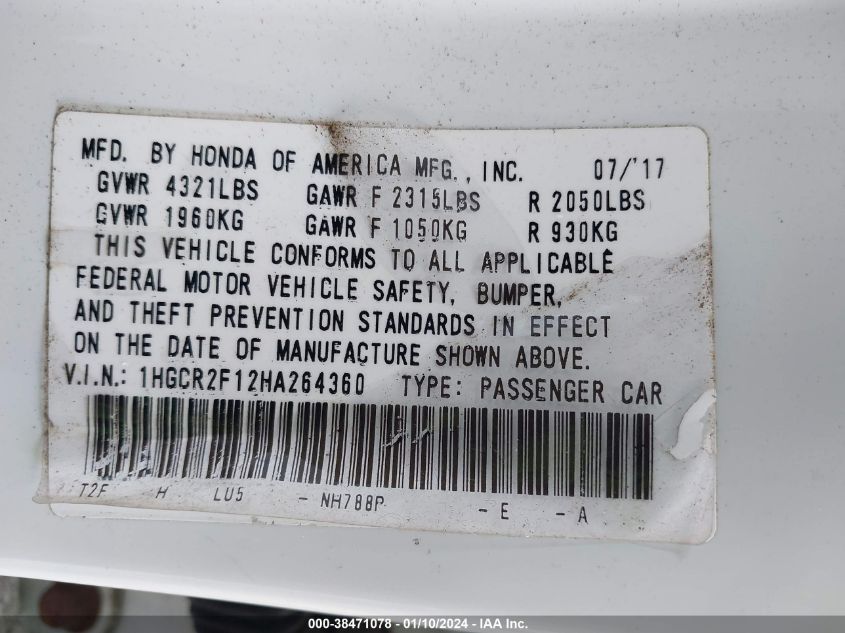 MFD. BY HONDA OF AMERICA MFG., INC. 07/'17
GVWR 4321LBS GAWR F 2315LBS R 2050LBS
GVWR 1960KG GAWR F 1050KG R 930KG
THIS VEHICLE CONFORMS TO ALL APPLICABLE
FEDERAL MOTOR VEHICLE SAFETY, BUMPER,
AND THEFT PREVENTION STANDARDS IN EFFECT
ON THE DATE OF MANUFACTURE SHOWN ABOVE.
V.I.N.: 1HGCR2F12HA264360 TYPE: PASSENGER CAR
T2F H LU5 - NH788P - E - A
000-38471078 - 01/10/2024 - IAA Inc.